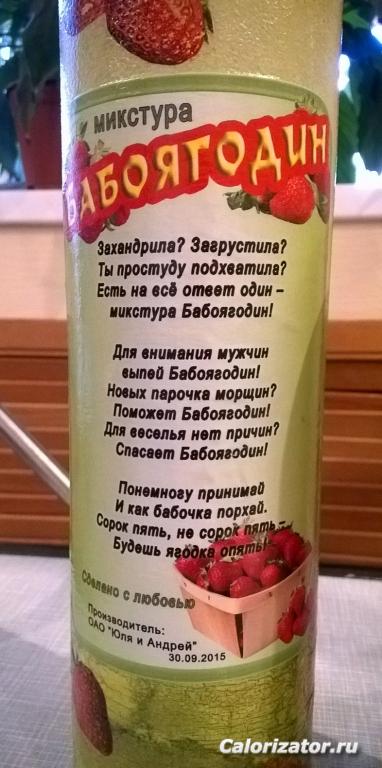 микстура
БАБОЯГОДИН
Захандрила? Загрустила?
Ты простуду подхватила?
Есть на всё ответ один –
микстура Бабоягодин!
Для внимания мужчин
выпей Бабоягодин!
Новых парочка морщин?
Поможет Бабоягодин!
Для веселья нет причин?
Спасает Бабоягодин!
Понемногу принимай
И как бабочка порхай.
Сорок пять, не сорок пять –
Будешь ягодка опять!
Сделано с любовью
Производитель:
ОАО "Юля и Андрей"
30.09.2015
Calorizator.ru